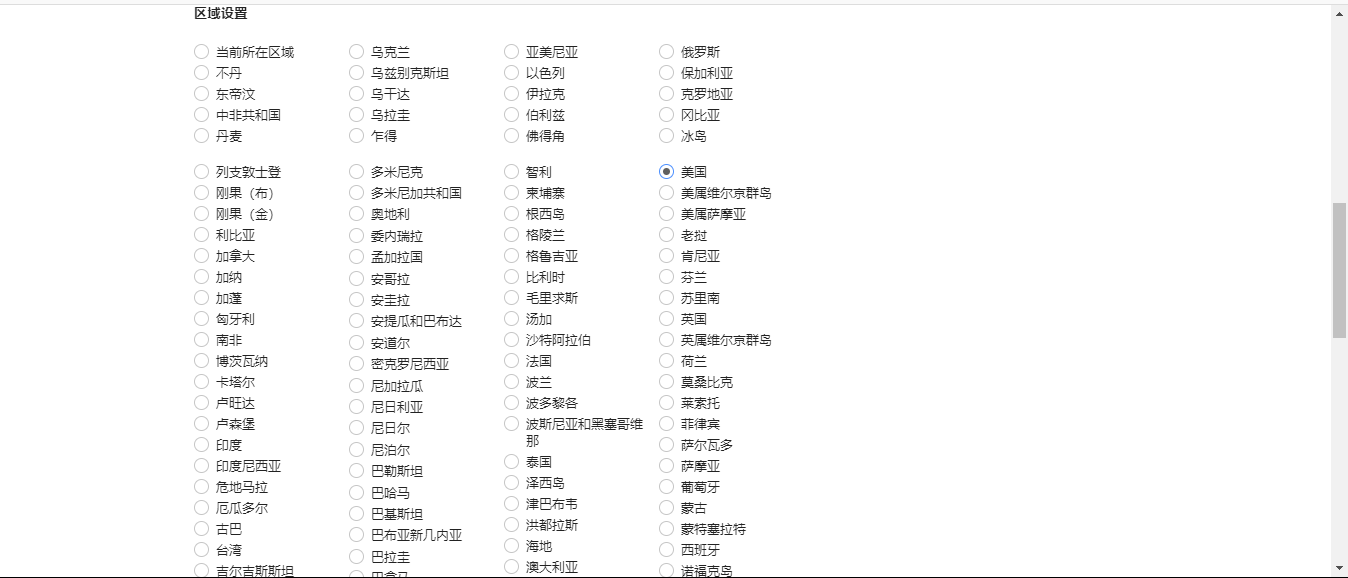 区域设置
当前所在区域 乌克兰 亚美尼亚 俄罗斯
不丹 乌兹别克斯坦 以色列 保加利亚
东帝汶 乌干达 伊拉克 克罗地亚
中非共和国 乌拉圭 伯利兹 冈比亚
丹麦 乍得 佛得角 冰岛
列支敦士登 多米尼克 智利 美国
刚果（布） 多米尼加共和国 柬埔寨 美属维尔京群岛
刚果（金） 奥地利 根西岛 美属萨摩亚
利比亚 委内瑞拉 格陵兰 老挝
加拿大 孟加拉国 格鲁吉亚 肯尼亚
加纳 安哥拉 比利时 芬兰
加蓬 安圭拉 毛里求斯 苏里南
匈牙利 安提瓜和巴布达 汤加 英国
南非 安道尔 沙特阿拉伯 英属维尔京群岛
博茨瓦纳 密克罗尼西亚 法国 荷兰
卡塔尔 尼加拉瓜 波兰 莫桑比克
卢旺达 尼日利亚 波多黎各 莱索托
卢森堡 尼日尔 波斯尼亚和黑塞哥维 菲律宾
那
印度 尼泊尔 泰国 萨尔瓦多
印度尼西亚 巴勒斯坦 泽西岛 萨摩亚
危地马拉 巴哈马 津巴布韦 葡萄牙
厄瓜多尔 巴基斯坦 洪都拉斯 蒙古
古巴 巴布亚新几内亚 海地 蒙特塞拉特
台湾 巴拉圭 澳大利亚 西班牙
吉尔吉斯斯坦 巴拿马 诺福克岛